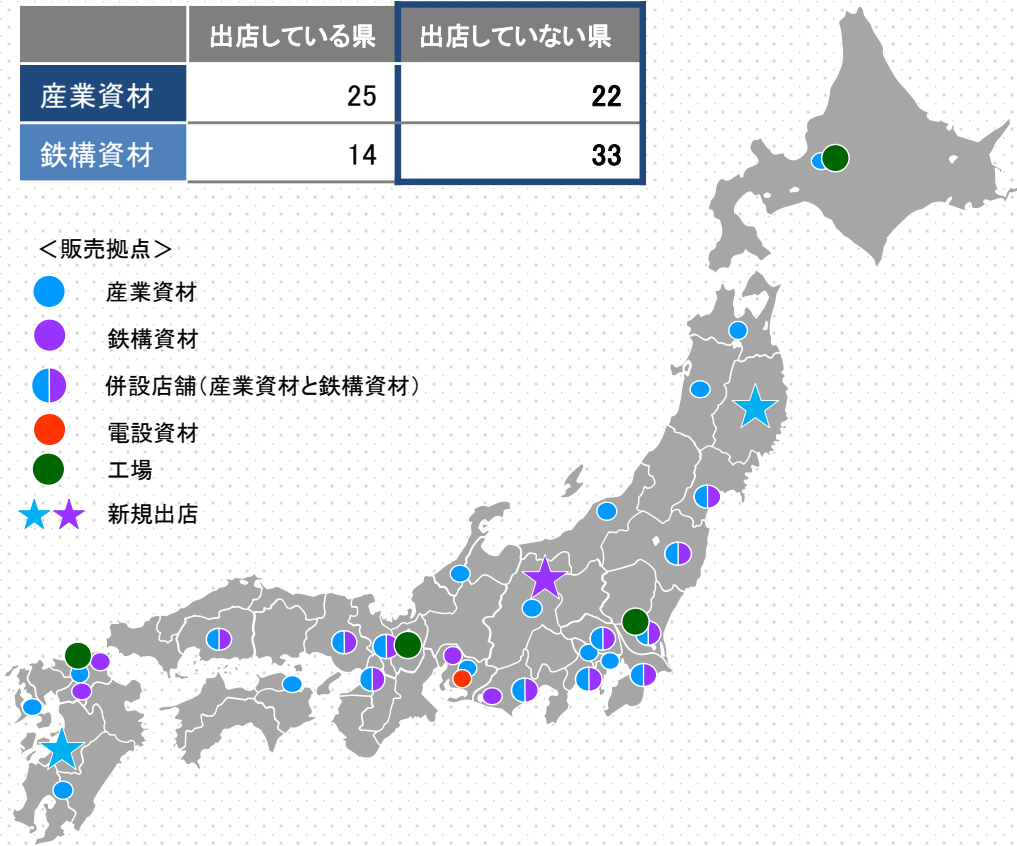 出店している県 出店していない県
産業資材 25 22
鉄構資材 14 33
＜販売拠点＞
産業資材
鉄構資材
併設店舗（産業資材と鉄構資材）
電設資材
工場
新規出店